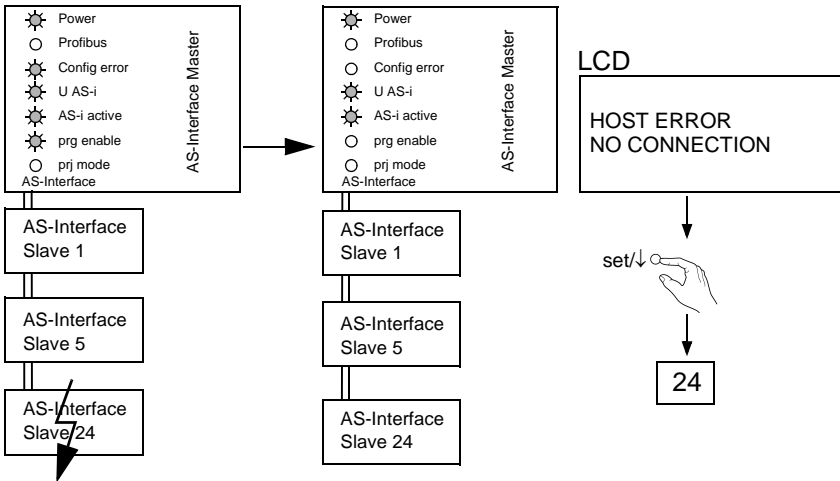 Power
Profibus
Config error
U AS-i
AS-i active
prg enable
prj mode
AS-Interface
AS-Interface Master
AS-Interface
Slave 1
AS-Interface
Slave 5
AS-Interface
Slave 24
Power
Profibus
Config error
U AS-i
AS-i active
prg enable
prj mode
AS-Interface
AS-Interface Master
AS-Interface
Slave 1
AS-Interface
Slave 5
AS-Interface
Slave 24
LCD
HOST ERROR
NO CONNECTION
set/↓
24